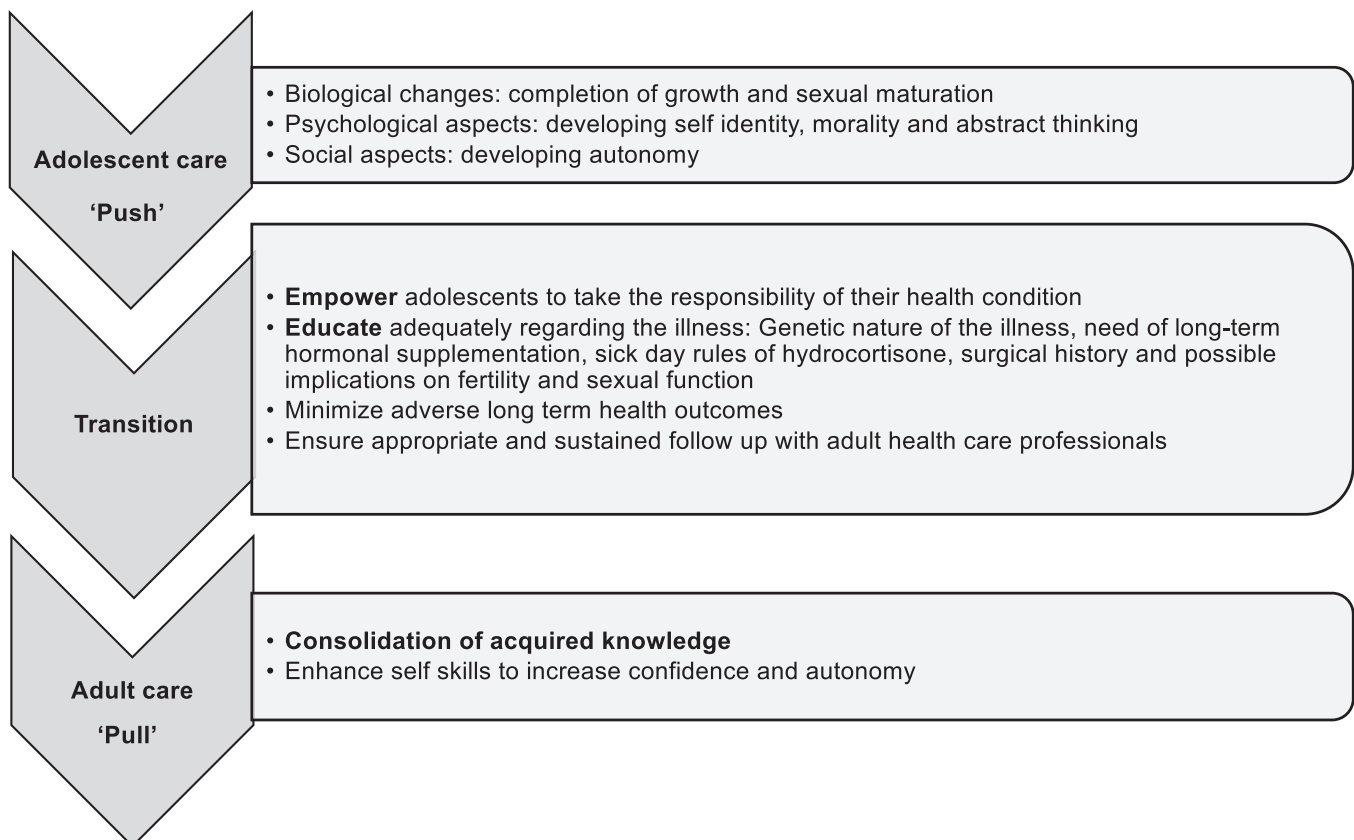 Adolescent care
‘Push’
• Biological changes: completion of growth and sexual maturation
• Psychological aspects: developing self identity, morality and abstract thinking
• Social aspects: developing autonomy
Transition
• Empower adolescents to take the responsibility of their health condition
• Educate adequately regarding the illness: Genetic nature of the illness, need of long-term
hormonal supplementation, sick day rules of hydrocortisone, surgical history and possible
implications on fertility and sexual function
• Minimize adverse long term health outcomes
• Ensure appropriate and sustained follow up with adult health care professionals
Adult care
‘Pull’
• Consolidation of acquired knowledge
• Enhance self skills to increase confidence and autonomy